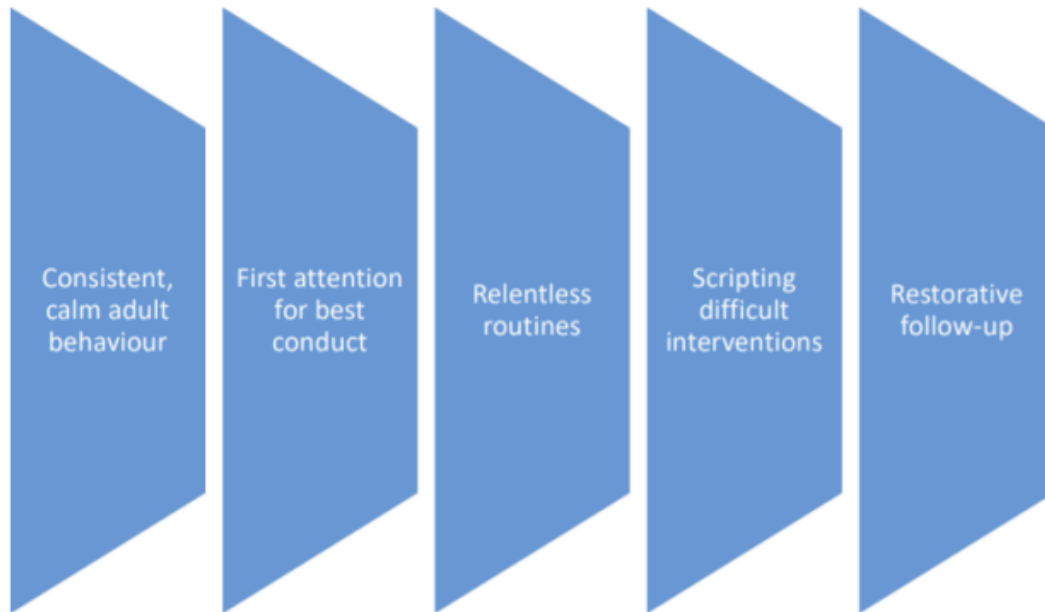 Consistent,
calm adult
behaviour
First attention
for best
conduct
Relentless
routines
Scripting
difficult
interventions
Restorative
follow-up